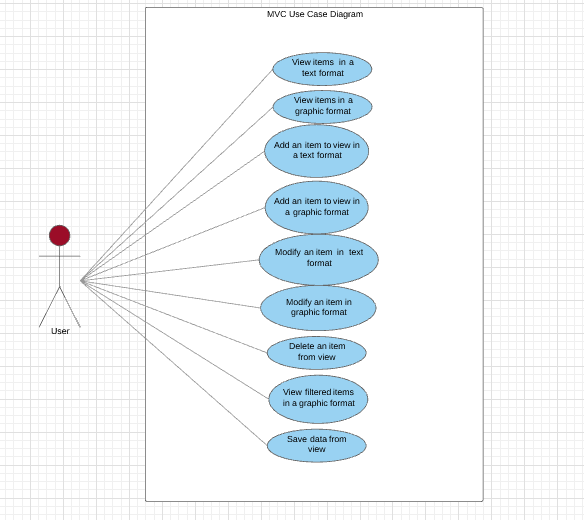 MVC Use Case Diagram
View items in a
text format
View items in a
graphic format
Add an item to view in
a text format
Add an item to view in
a graphic format
Modify an item in text
format
Modify an item in
graphic format
Delete an item
from view
View filtered items
in a graphic format
Save data from
view
User